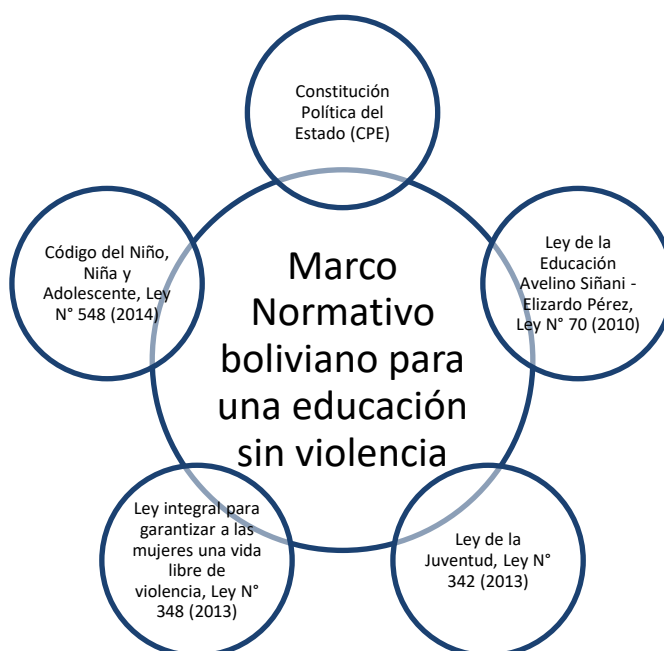 Constitución
Política del
Estado (CPE)
Ley de la
Educación
Avelino Siñani -
Elizardo Pérez,
Ley N° 70 (2010)
Ley de la
Juventud, Ley N°
342 (2013)
Ley integral para
garantizar a las
mujeres una vida
libre de
violencia, Ley N°
348 (2013)
Código del Niño,
Niña y
Adolescente, Ley
N° 548 (2014)
Marco
Normativo
boliviano para
una educación
sin violencia